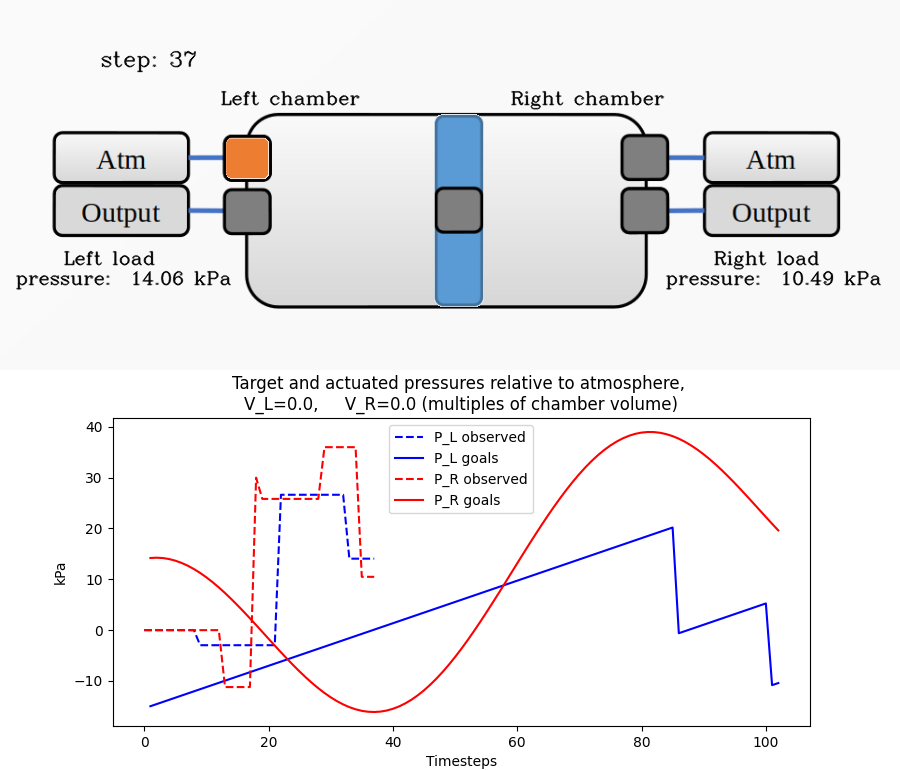 step: 37
Left chamber
Right chamber
Atm
Output
Atm
Output
Left load
pressure: 14.06 kPa
Right load
pressure: 10.49 kPa
Target and actuated pressures relative to atmosphere,
V_L=0.0, V_R=0.0 (multiples of chamber volume)
P_L observed
P_L goals
P_R observed
P_R goals
40
30
20
10
0
−10
kPa
0 20 40 60 80 100
Timesteps